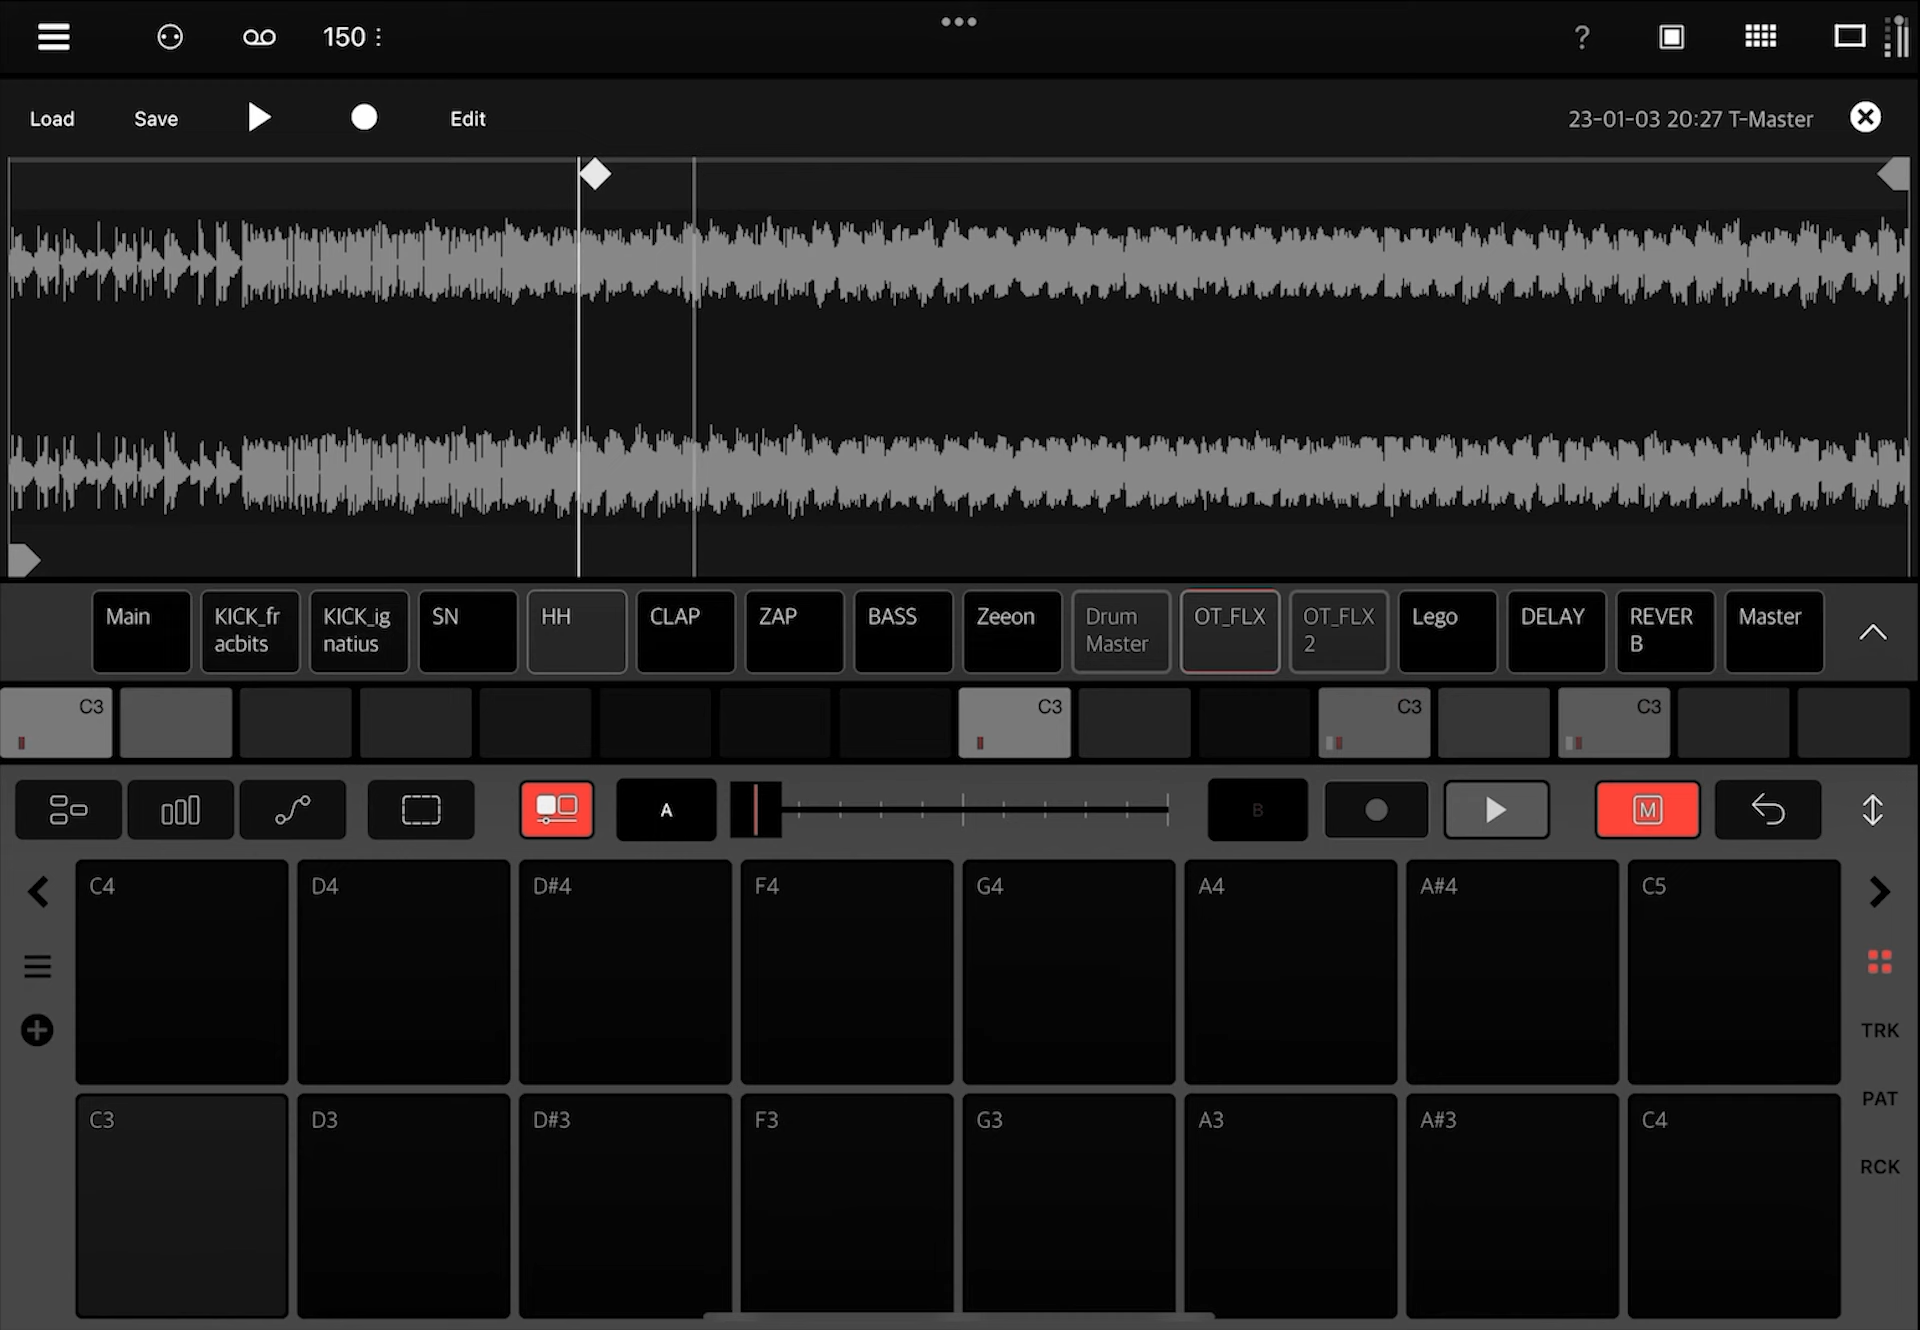 150
?
Load Save Edit 23-01-03 20:27 T-Master
Main KICK_fr KICK_ig SN HH CLAP ZAP BASS Zeeon Drum OT_FLX OT_FLX Lego DELAY REVER Master
acbits natius Master 2 B
C3 C3 C3 C3
A B M
C4 D4 D#4 F4 G4 A4 A#4 C5
TRK
PAT
C3 D3 D#3 F3 G3 A3 A#3 C4
RCK